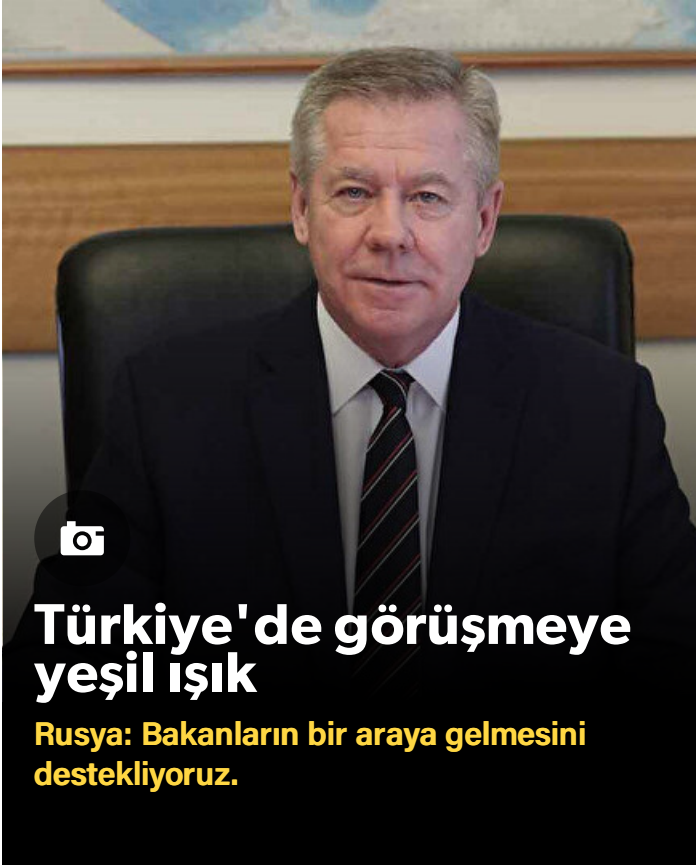 Türkiye'de görüşmeye
yeşil ışık
Rusya: Bakanların bir araya gelmesini
destekliyoruz.